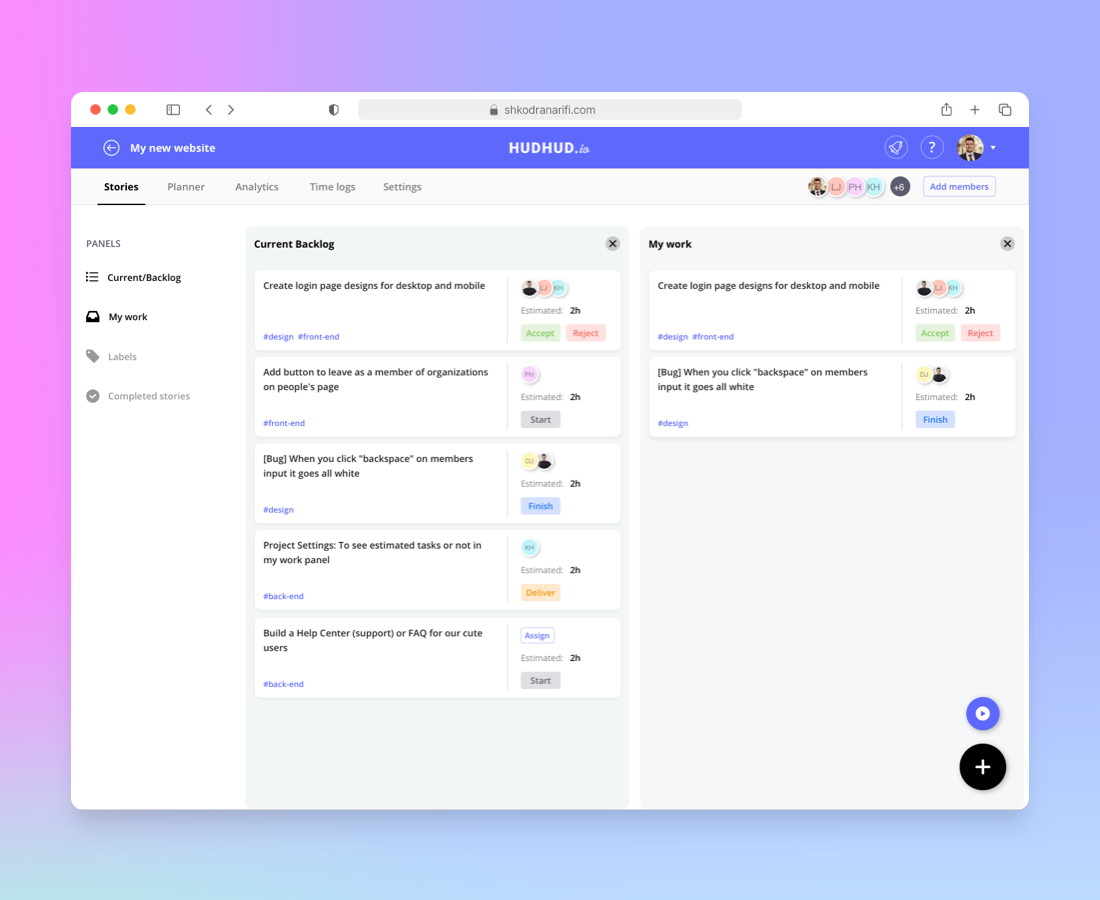 shkodranarifi.com
My new website
HUDHUD.io
?
Stories
Planner
Analytics
Time logs
Settings
LJ
PH
KH
+6
Add members
PANELS
Current/Backlog
My work
Labels
Completed stories
Current Backlog
Create login page designs for desktop and mobile
#design #front-end
LJ
KH
Estimated: 2h
Accept
Reject
Add button to leave as a member of organizations
on people's page
#front-end
PH
Estimated: 2h
Start
[Bug] When you click "backspace" on members
input it goes all white
#design
DJ
Estimated: 2h
Finish
Project Settings: To see estimated tasks or not in
my work panel
#back-end
KH
Estimated: 2h
Deliver
Build a Help Center (support) or FAQ for our cute
users
#back-end
Assign
Estimated: 2h
Start
My work
Create login page designs for desktop and mobile
#design #front-end
LJ
KH
Estimated: 2h
Accept
Reject
[Bug] When you click "backspace" on members
input it goes all white
#design
DJ
Estimated: 2h
Finish